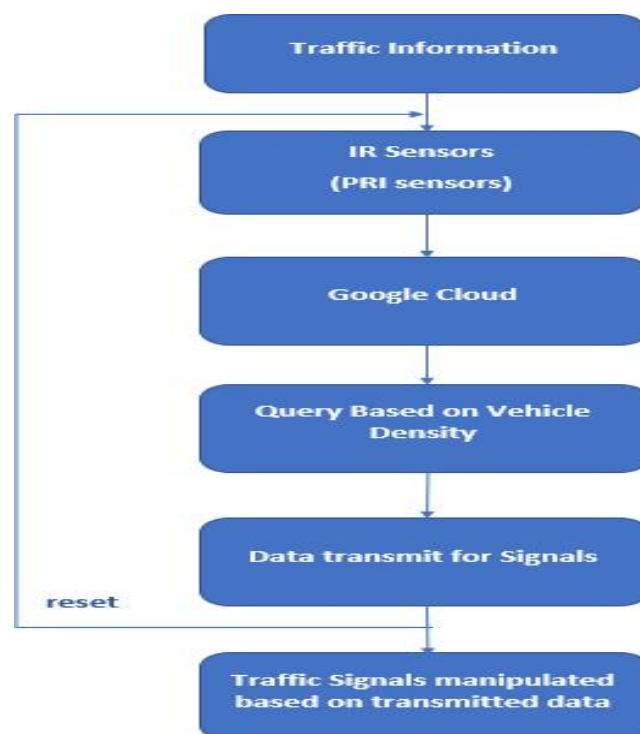 Traffic Information
IR Sensors
(PRI sensors)
Google Cloud
Query Based on Vehicle
Density
Data transmit for Signals
reset
Traffic Signals manipulated
based on transmitted data